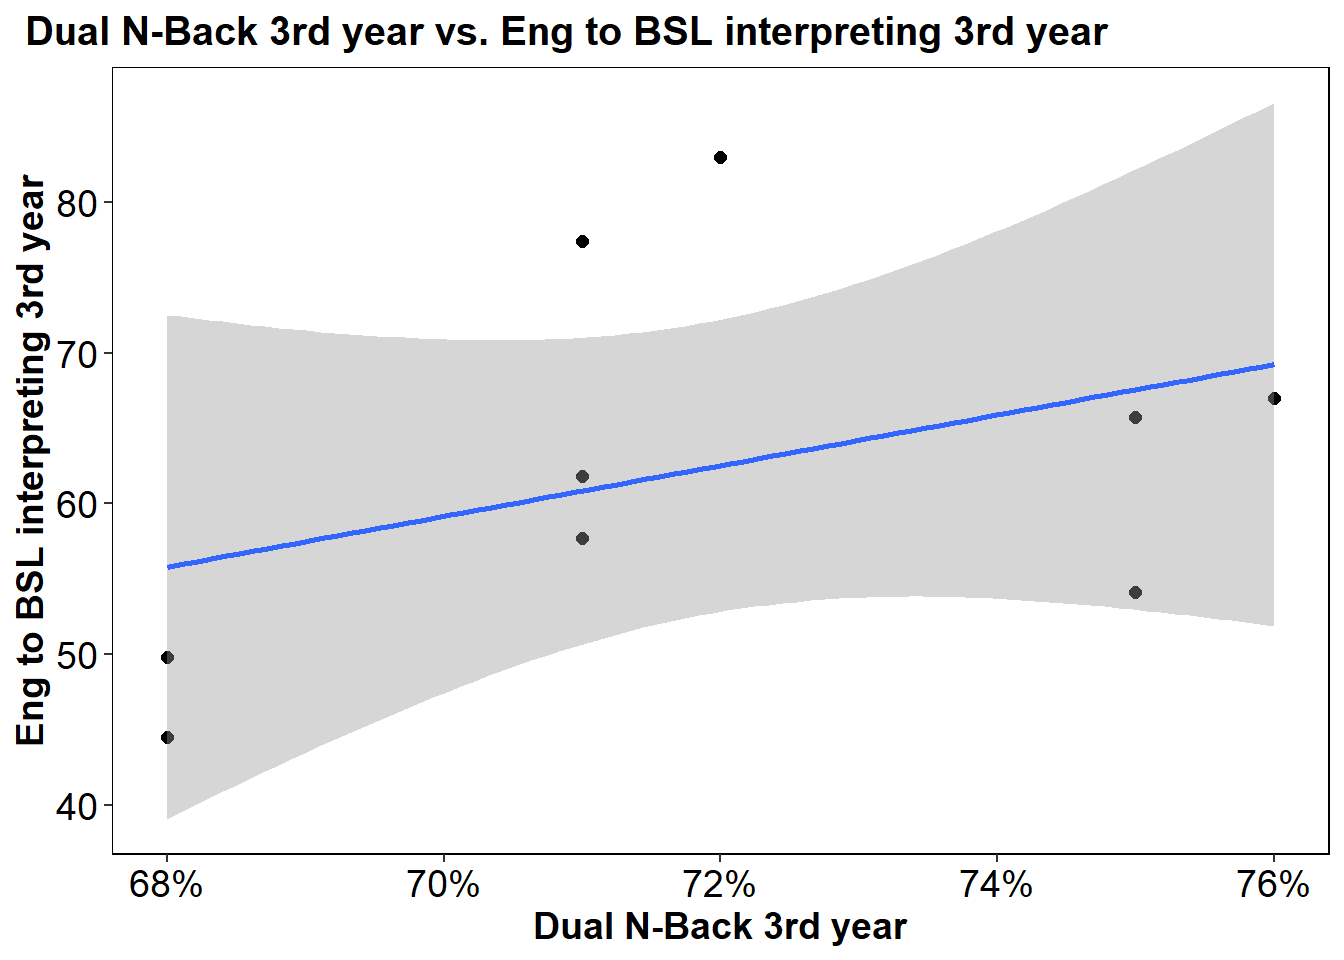 Dual N-Back 3rd year vs. Eng to BSL interpreting 3rd year
Eng to BSL interpreting 3rd year
80
70
60
50
40
68% 70% 72% 74% 76%
Dual N-Back 3rd year